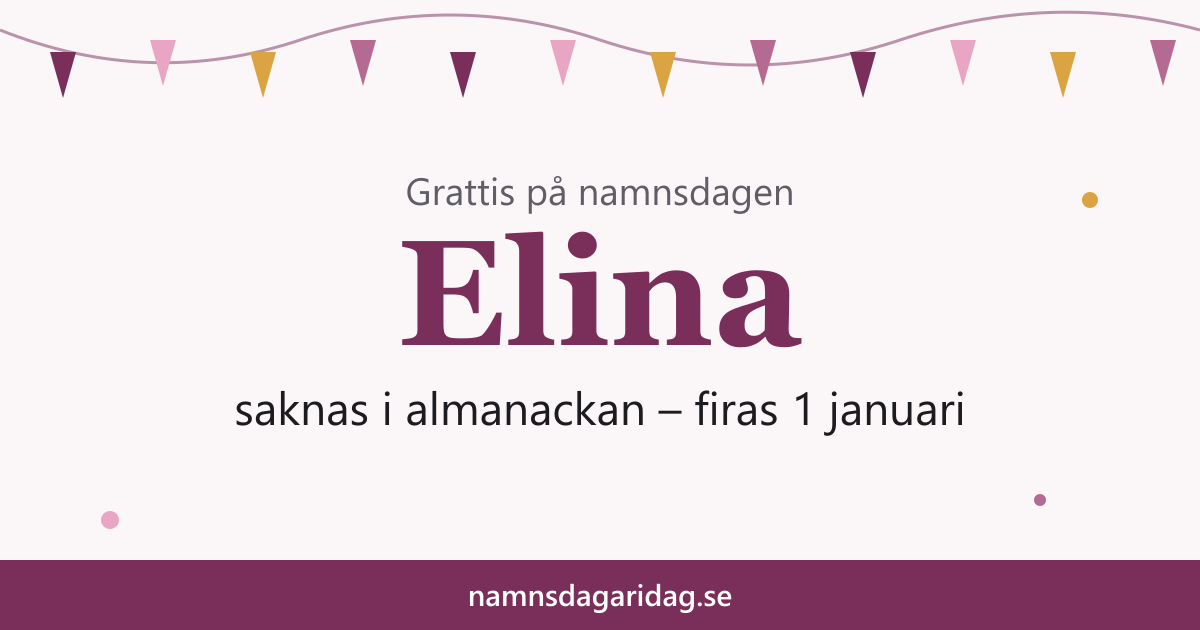 Grattis på namnsdagen
Elina
saknas i almanackan – firas 1 januari
namnsdagaridag.se